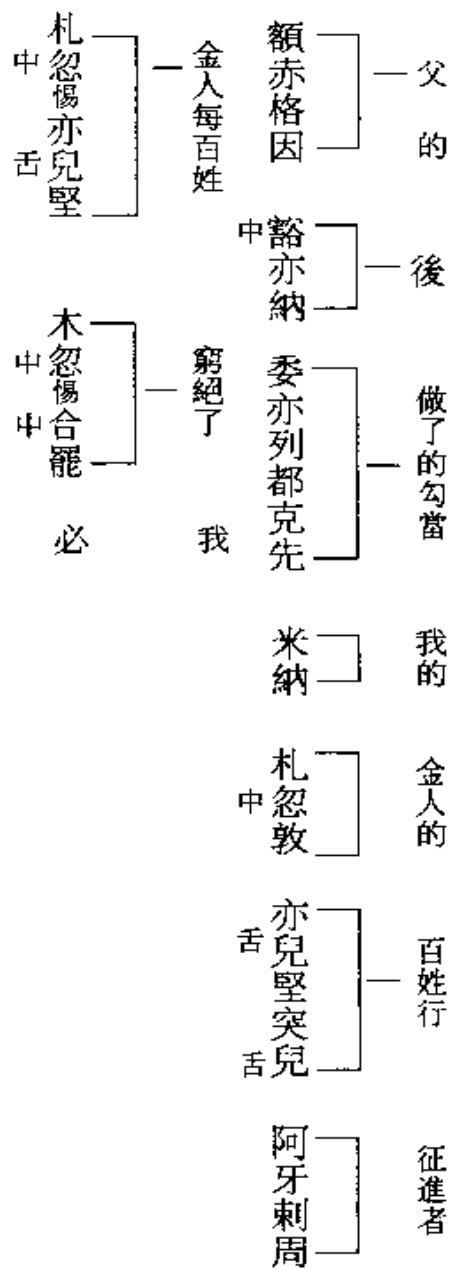 父的 後 做了的勾當 我的 金人的 百姓行 征進者
額赤格因 中豁亦納 委亦列都克先 米納 札中忽敦 亦舌兒堅突舌兒 阿牙剌周
金人每百姓 窮絕了 我
札中忽惕亦舌兒堅 木中忽惕中合罷 必